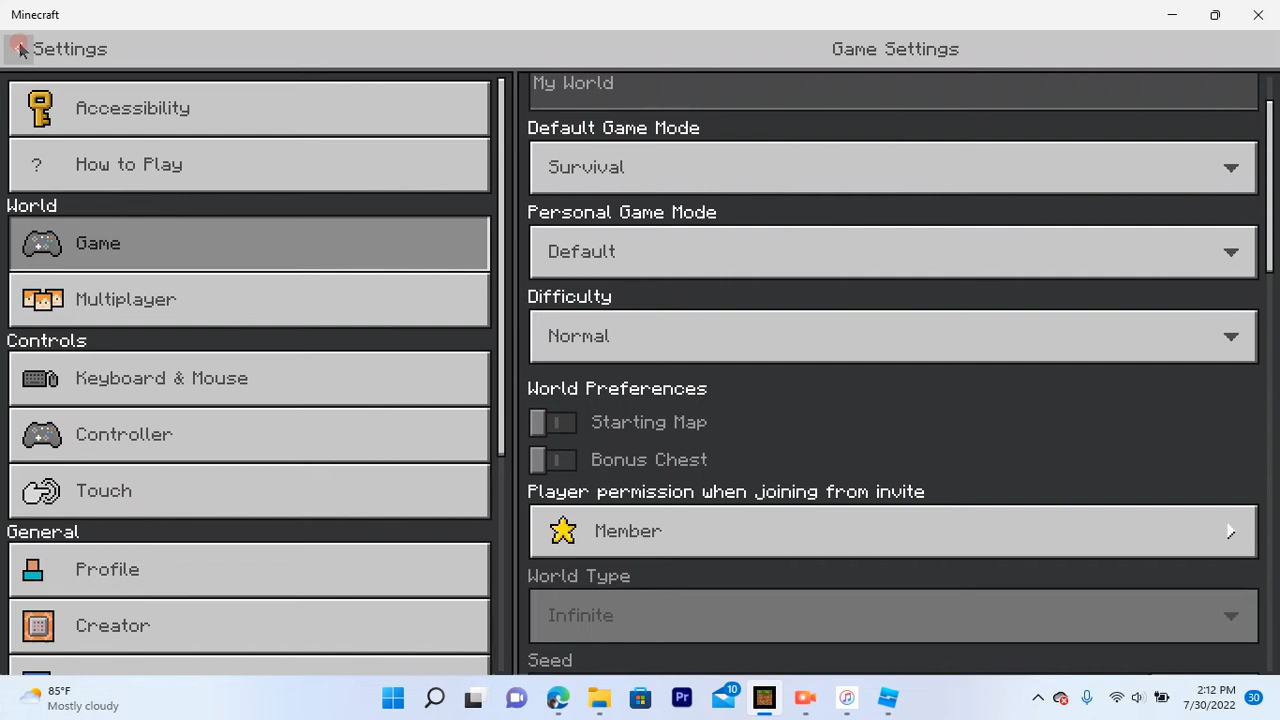 Minecraft
Settings
Game Settings
Accessibility
? How to Play
World
Game
Multiplayer
Controls
Keyboard & Mouse
Controller
Touch
General
Profile
Creator
My World
Default Game Mode
Survival
Personal Game Mode
Default
Difficulty
Normal
World Preferences
Starting Map
Bonus Chest
Player permission when joining from invite
Member
World Type
Infinite
Seed
85°F
Mostly cloudy
Pr
10
2:12 PM
7/30/2022
30